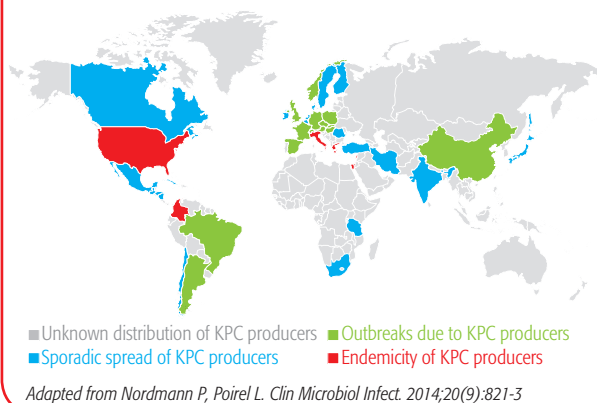 Unknown distribution of KPC producers Outbreaks due to KPC producers
Sporadic spread of KPC producers Endemicity of KPC producers
Adapted from Nordmann P, Poirel L. Clin Microbiol Infect. 2014;20(9):821-3